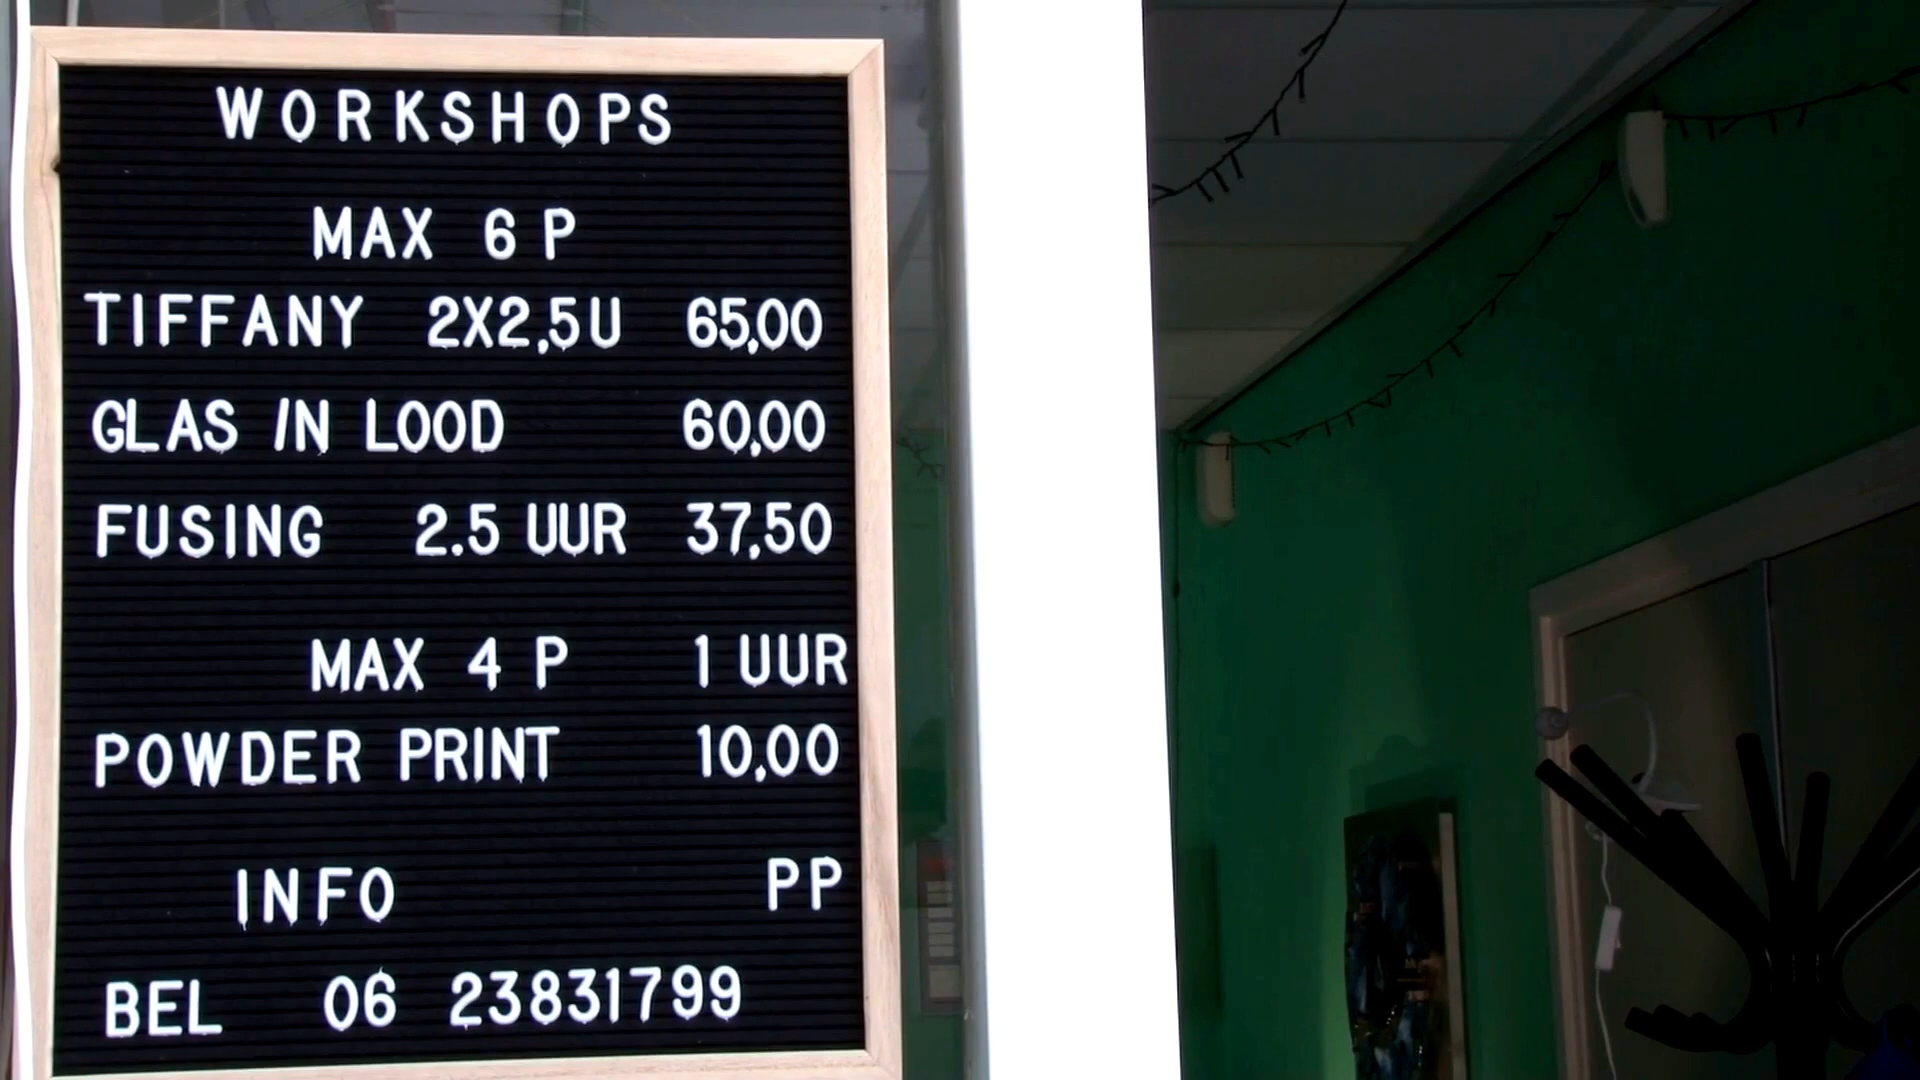 WORKSHOPS
MAX 6 P
TIFFANY 2X2,5U 65,00
GLAS IN LOOD 60,00
FUSING 2.5 UUR 37,50
MAX 4 P 1 UUR
POWDER PRINT 10,00
INFO PP
BEL 06 23831799